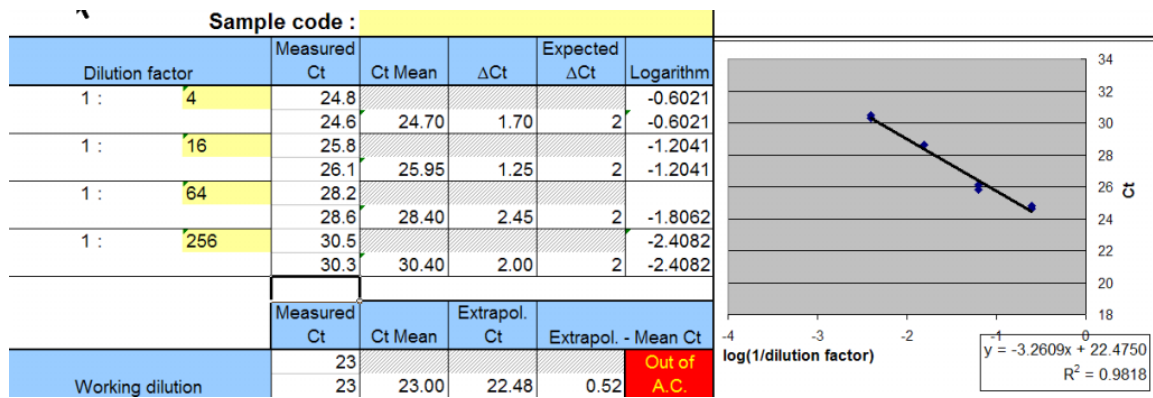 Sample code :
Measured Expected
Dilution factor Ct Ct Mean ΔCt ΔCt Logarithm
1 : 4 24.8 -0.6021
24.6 24.70 1.70 2 -0.6021
1 : 16 25.8 -1.2041
26.1 25.95 1.25 2 -1.2041
1 : 64 28.2
28.6 28.40 2.45 2 -1.8062
1 : 256 30.5 -2.4082
30.3 30.40 2.00 2 -2.4082
Measured Extrapol.
Ct Ct Mean Ct Extrapol. - Mean Ct
23 Out of
Working dilution 23 23.00 22.48 0.52 A.C.
34
32
30
28
26
24
22
20
18
Ct
-4 -3 -2 -1 0
log(1/dilution factor)
y = -3.2609x + 22.4750
R² = 0.9818